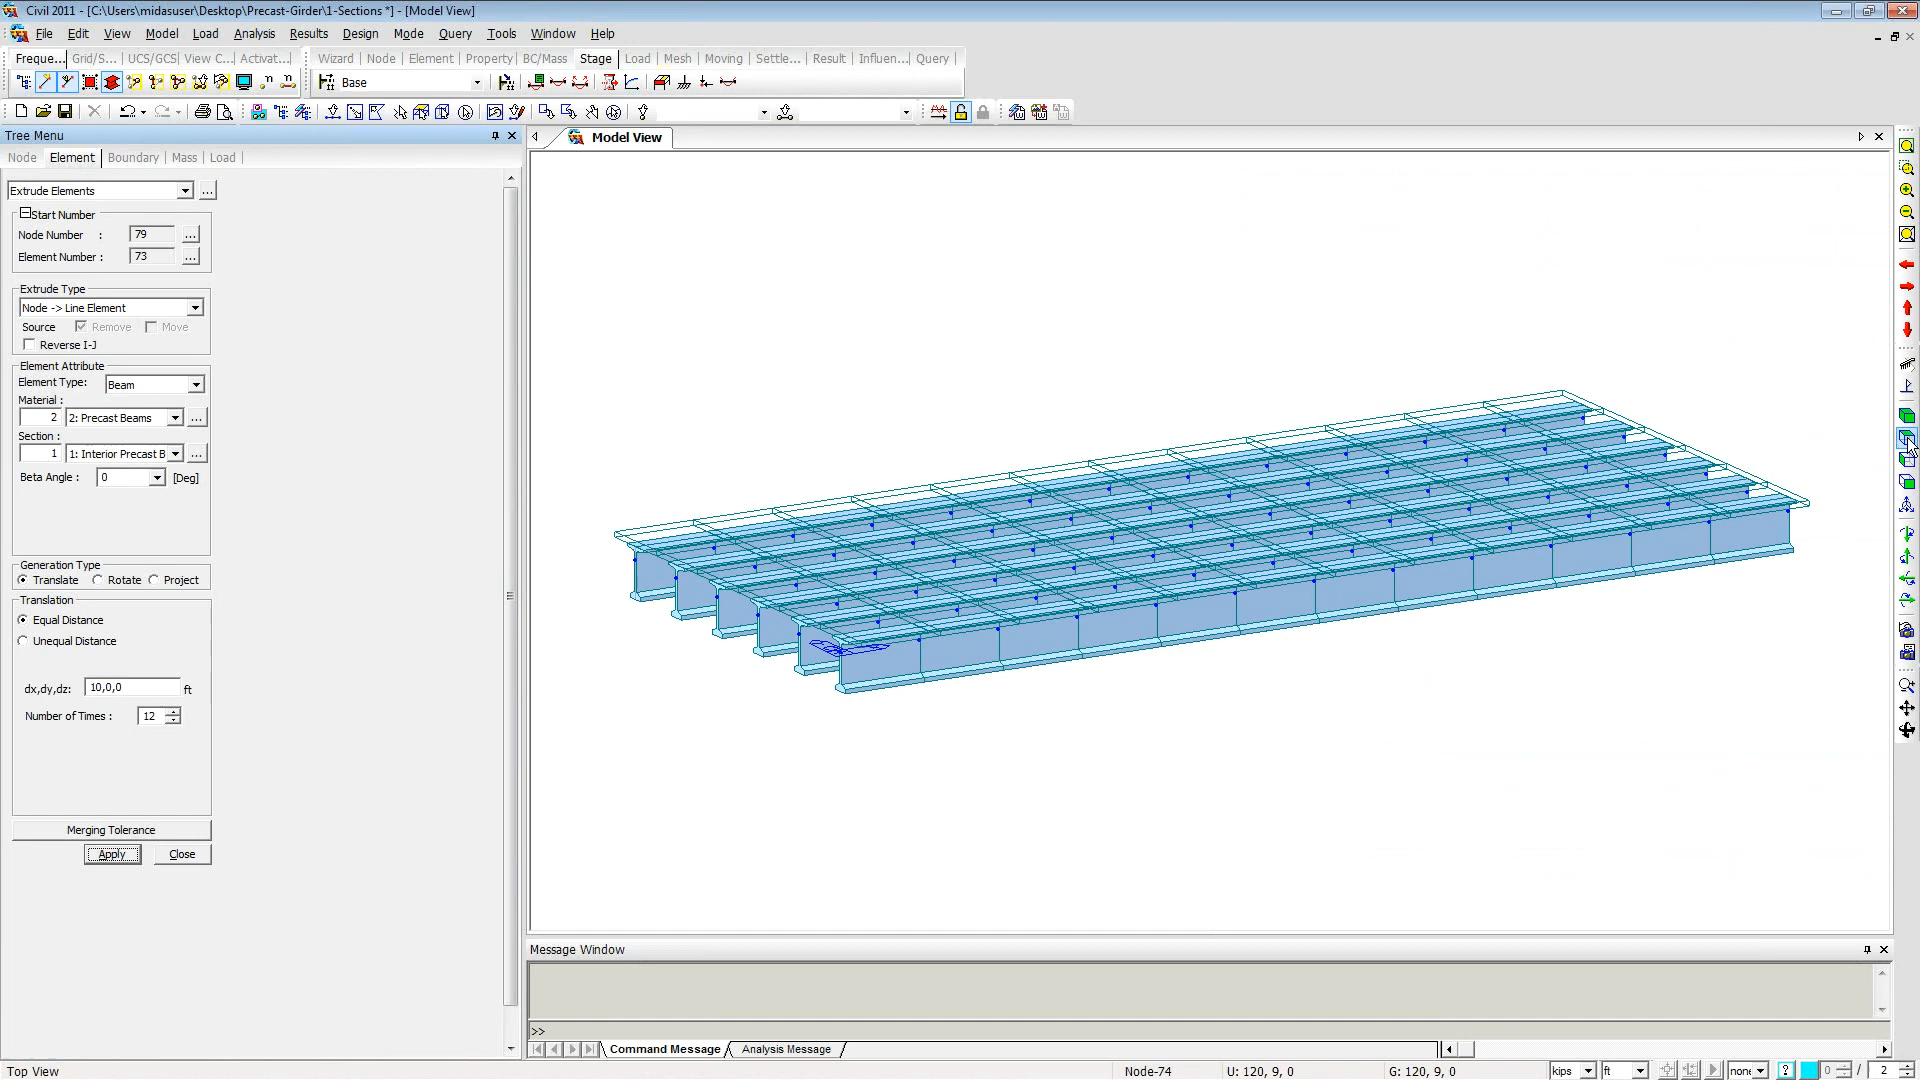 Civil 2011 - [C:\Users\midasuser\Desktop\Precast-Girder\1-Sections *] - [Model View]
File Edit View Model Load Analysis Results Design Mode Query Tools Window Help
Freque... Grid/S... UCS/GCS View C... Activat... Wizard Node Element Property BC/Mass Stage Load Mesh Moving Settle... Result Influen... Query
Base
Tree Menu
Model View
Node Element Boundary Mass Load
Extrude Elements
...
Start Number
Node Number : 79 ...
Element Number : 73 ...
Extrude Type
Node -> Line Element
Source Remove Move
Reverse I-J
Element Attribute
Element Type: Beam
Material :
2 2: Precast Beams ...
Section :
1 1: Interior Precast B ...
Beta Angle : 0 [Deg]
Generation Type
Translate Rotate Project
Translation
Equal Distance
Unequal Distance
dx,dy,dz: 10,0,0 ft
Number of Times : 12
Merging Tolerance
Apply Close
Message Window
>>
Command Message Analysis Message
Top View Node-74 U: 120, 9, 0 G: 120, 9, 0 kips ft none ? 0 / 2